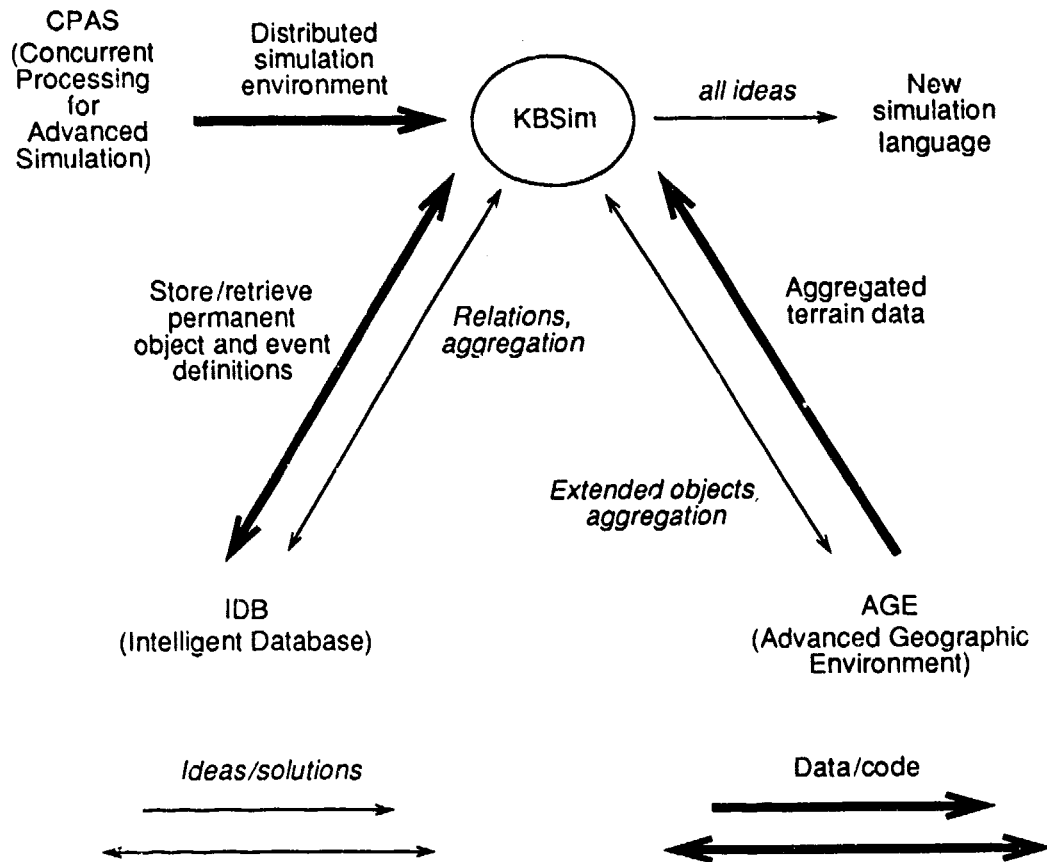 CPAS
(Concurrent
Processing
for
Advanced
Simulation)
Distributed
simulation
environment
KBSim
all ideas
New
simulation
language
Store/retrieve
permanent
object and event
definitions
Relations,
aggregation
Aggregated
terrain data
Extended objects,
aggregation
IDB
(Intelligent Database)
AGE
(Advanced Geographic
Environment)
Ideas/solutions
Data/code